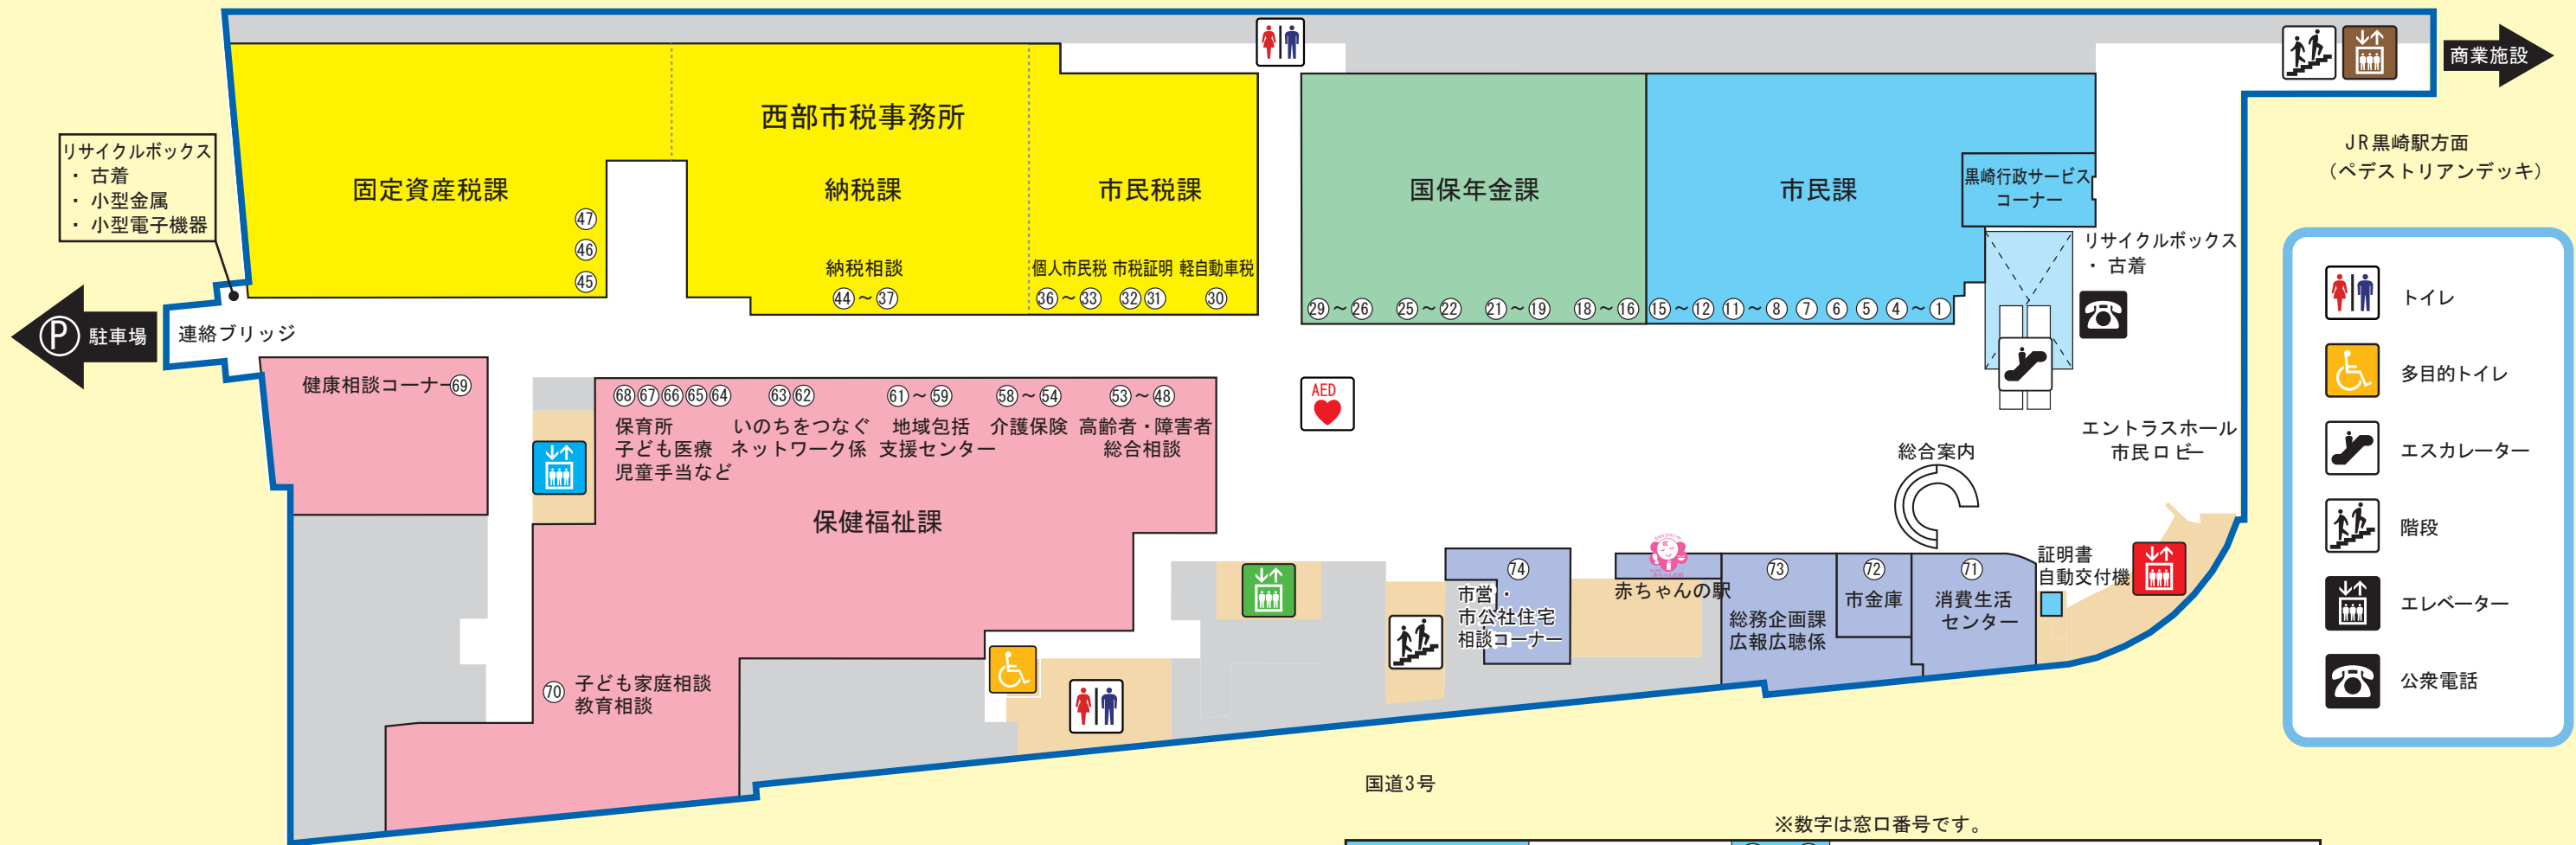 商業施設
JR黒崎駅方面
（ペデストリアンデッキ）
リサイクルボックス
・ 古着
・ 小型金属
・ 小型電子機器
西部市税事務所
固定資産税課
納税課
市民税課
国保年金課
市民課
黒崎行政サービス
コーナー
㊼
㊻
㊺
納税相談
㊹～㊲
個人市民税 市税証明 軽自動車税
㊱～㉝ ㉜㉛ ㉚
㉙～㉖ ㉕～㉒ ㉑～⑲ ⑱～⑯
⑮～⑫ ⑪～⑧ ⑦ ⑥ ⑤ ④～①
リサイクルボックス
・ 古着
P 駐車場
連絡ブリッジ
健康相談コーナー69
68 67 66 65 64
保育所
子ども医療
児童手当など
63 62
いのちをつなぐ
ネットワーク係
61～59
地域包括
支援センター
58～54
介護保険
53～㊽
高齢者・障害者
総合相談
保健福祉課
AED
エントラスホール
市民ロビー
総合案内
70 子ども家庭相談
教育相談
74
市営・
市公社住宅
相談コーナー
赤ちゃんの駅
73
総務企画課
広報広聴係
72
市金庫
71
消費生活
センター
証明書
自動交付機
トイレ
多目的トイレ
エスカレーター
階段
エレベーター
公衆電話
国道3号
※数字は窓口番号です。